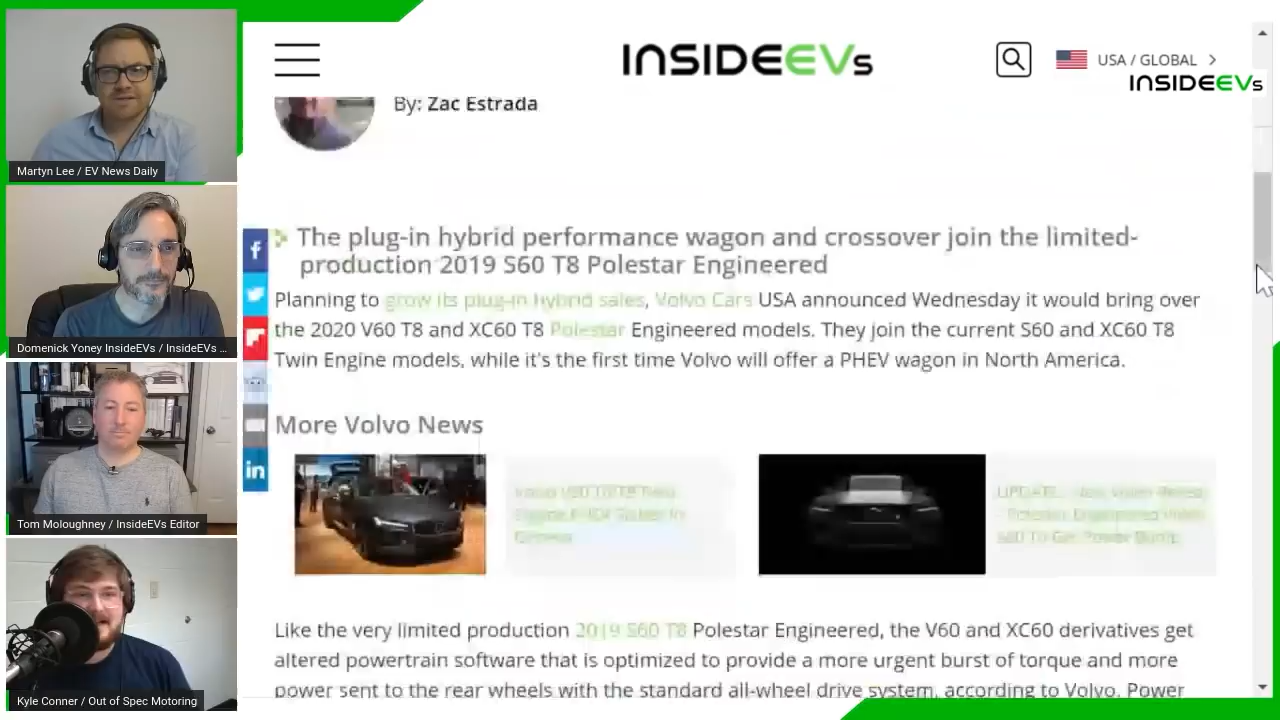 INSIDEEVs
USA / GLOBAL
INSIDEEVs
By: Zac Estrada
The plug-in hybrid performance wagon and crossover join the limited-
production 2019 S60 T8 Polestar Engineered
Planning to grow its plug-in hybrid sales, Volvo Cars USA announced Wednesday it would bring over
the 2020 V60 T8 and XC60 T8 Polestar Engineered models. They join the current S60 and XC60 T8
Twin Engine models, while it's the first time Volvo will offer a PHEV wagon in North America.
More Volvo News
Geneva
S60 To Get Power Bump
Like the very limited production 2019 S60 T8 Polestar Engineered, the V60 and XC60 derivatives get
altered powertrain software that is optimized to provide a more urgent burst of torque and more
power sent to the rear wheels with the standard all-wheel drive system, according to Volvo. Power
f
in
Martyn Lee / EV News Daily
Domenick Yoney InsideEVs / InsideEVs ...
Tom Moloughney / InsideEVs Editor
Kyle Conner / Out of Spec Motoring